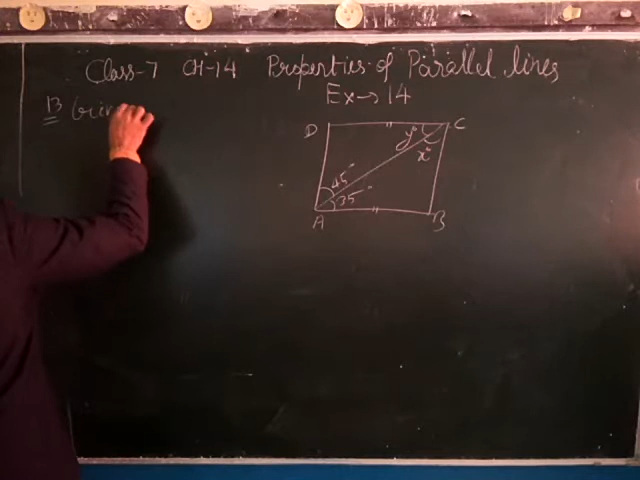 Class-7 CH-14 Properties of Parallel lines
Ex→14
13
D C
y° x°
45°
35°
A B